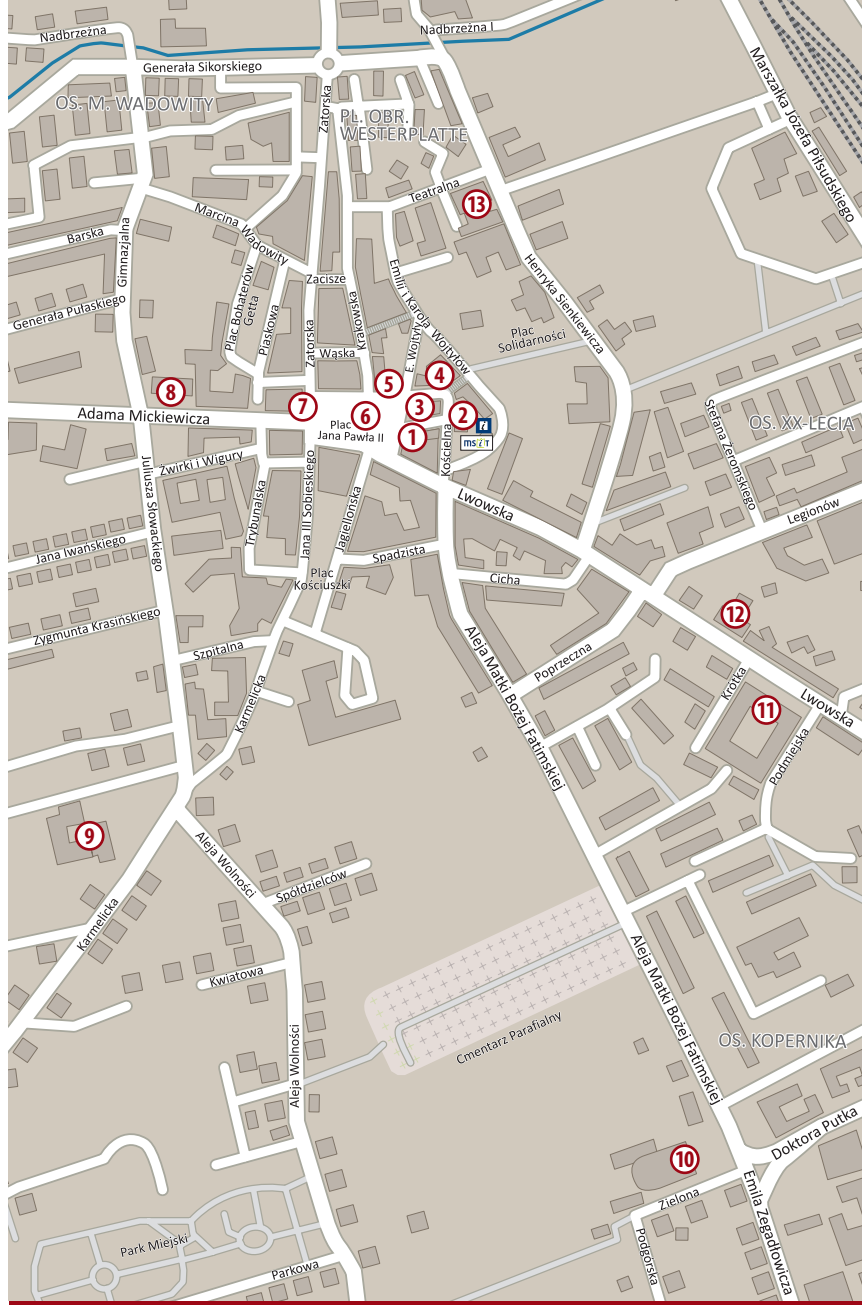 Nadbrzeżna
Nadbrzeżna I
Generała Sikorskiego
OS. M. WADOWITY
Zatorska
PL. OBR.
WESTERPLATTE
Marszałka Józefa Piłsudskiego
Teatralna
13
Marcina Wadowity
Barska
Gimnazjalna
Emilii i Karola Wojtyłów
Henryka Sienkiewicza
Zacisze
Plac Bohaterów
Getta
Piaskowa
Generała Pułaskiego
Krakowska
Zatorska
E. Wojtyły
Plac
Solidarności
Wąska
4
5
8
7
6
3
2
i
1
msiT
Adama Mickiewicza
Plac
Jana Pawła II
Kościelna
Stefana Żeromskiego
OS. XX-LECIA
Żwirki i Wigury
Juliusza Słowackiego
Trybunalska
Jana III Sobieskiego
Jagiellońska
Lwowska
Legionów
Jana Iwańskiego
Spadzista
Cicha
Plac
Kościuszki
12
Zygmunta Krasińskiego
Szpitalna
Aleja Matki Bożej Fatimskiej
Poprzeczna
Krótka
Lwowska
11
Karmelicka
Podmiejska
9
Aleja Wolności
Spółdzielców
Karmelicka
Kwiatowa
Aleja Matki Bożej Fatimskiej
Cmentarz Parafialny
OS. KOPERNIKA
Aleja Wolności
Doktora Putka
10
Zielona
Emila Zegadłowicza
Podgórska
Park Miejski
Parkowa